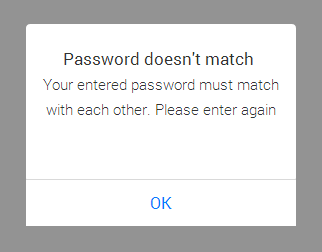 Password doesn't match
Your entered password must match
with each other. Please enter again
OK